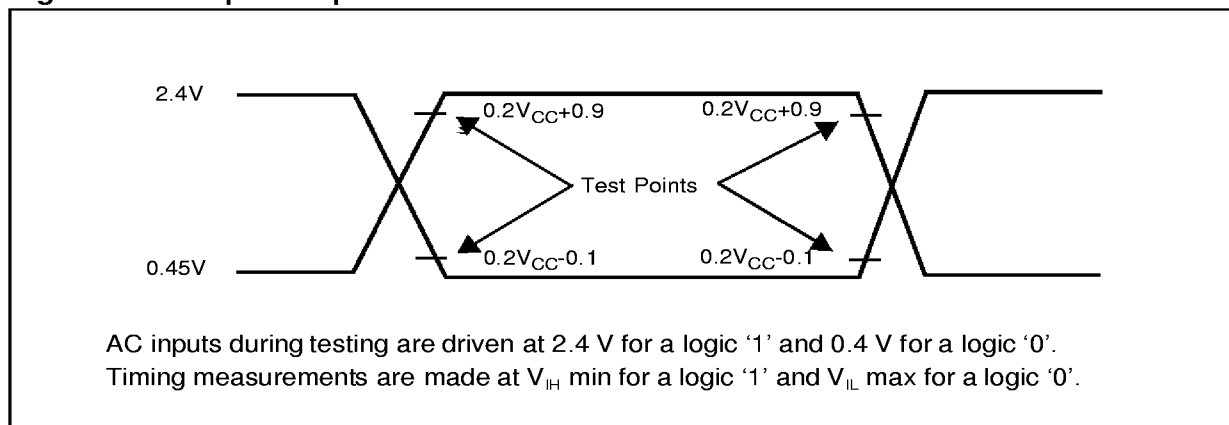 2.4V
0.2VCC+0.9
0.2VCC+0.9
Test Points
0.45V
0.2VCC-0.1
0.2VCC-0.1
AC inputs during testing are driven at 2.4 V for a logic ‘1’ and 0.4 V for a logic ‘0’.
Timing measurements are made at VIH min for a logic ‘1’ and VIL max for a logic ‘0’.